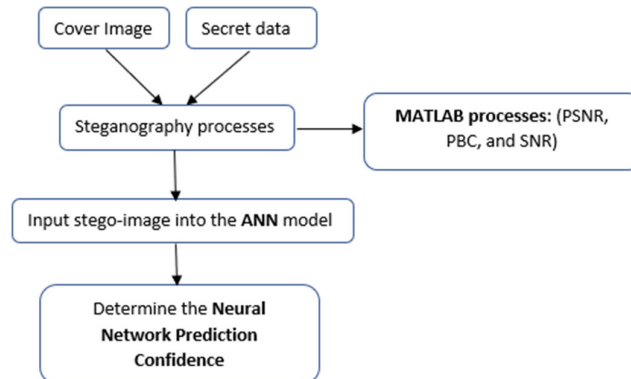 Cover Image
Secret data
Steganography processes
MATLAB processes: (PSNR,
PBC, and SNR)
Input stego-image into the ANN model
Determine the Neural
Network Prediction
Confidence